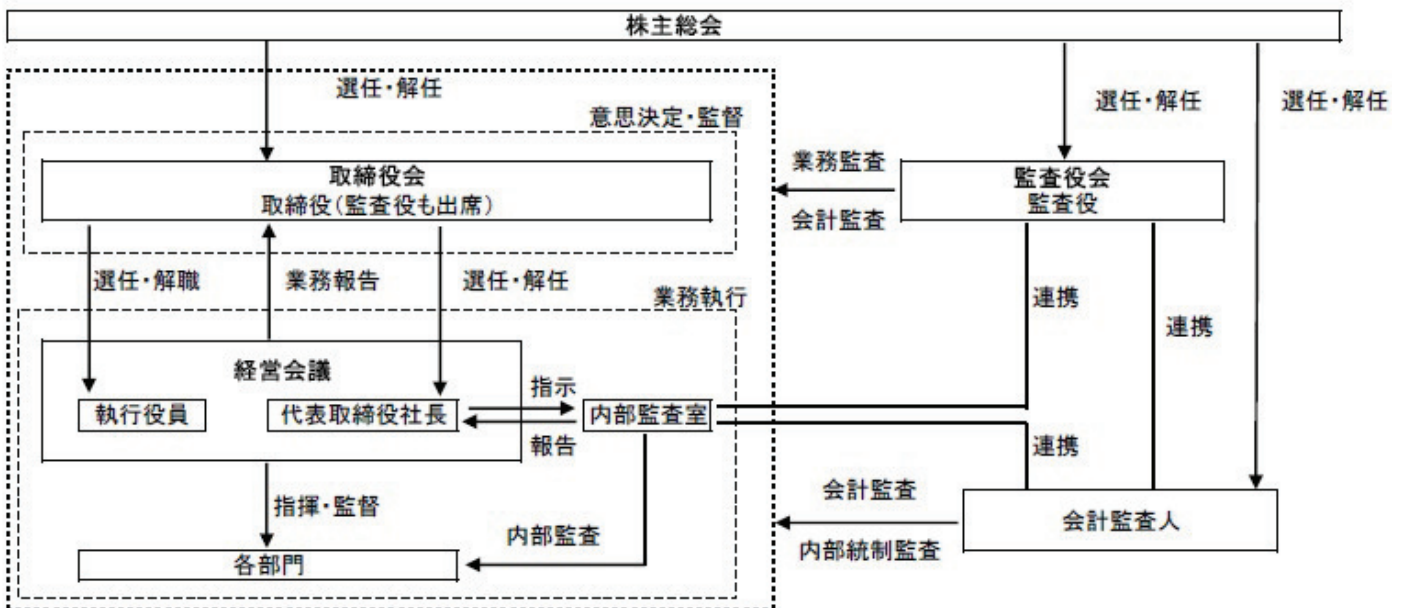 株主総会
選任・解任
選任・解任
選任・解任
意思決定・監督
取締役会
取締役(監査役も出席)
業務監査
会計監査
監査役会
監査役
選任・解職
業務報告
選任・解任
業務執行
連携
連携
経営会議
執行役員
代表取締役社長
指示
報告
内部監査室
連携
指揮・監督
内部監査
各部門
会計監査
内部統制監査
会計監査人